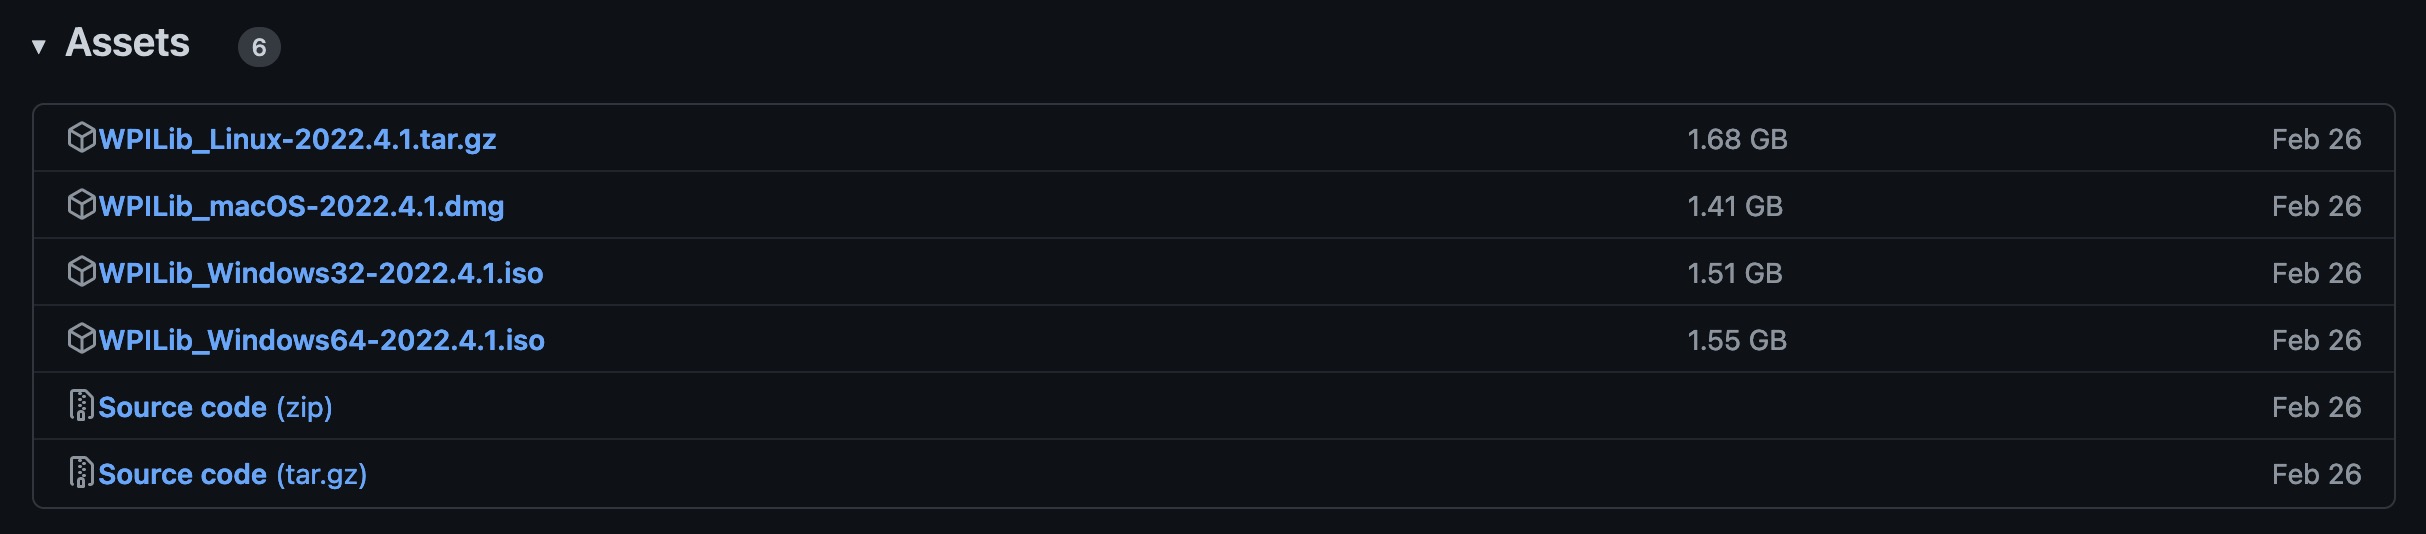 Assets 6
WPILib_Linux-2022.4.1.tar.gz 1.68 GB Feb 26
WPILib_macOS-2022.4.1.dmg 1.41 GB Feb 26
WPILib_Windows32-2022.4.1.iso 1.51 GB Feb 26
WPILib_Windows64-2022.4.1.iso 1.55 GB Feb 26
Source code (zip) Feb 26
Source code (tar.gz) Feb 26